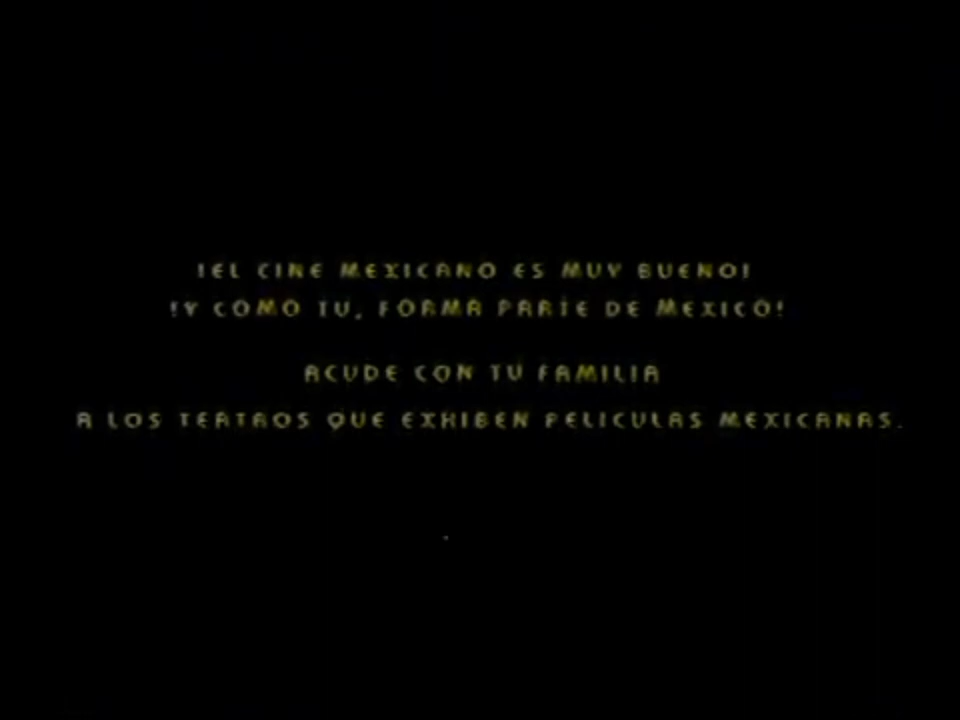 !EL CINE MEXICANO ES MUY BUENO!
!Y COMO TU, FORMA PARTE DE MEXICO!
ACUDE CON TU FAMILIA
A LOS TEATROS QUE EXHIBEN PELICULAS MEXICANAS.